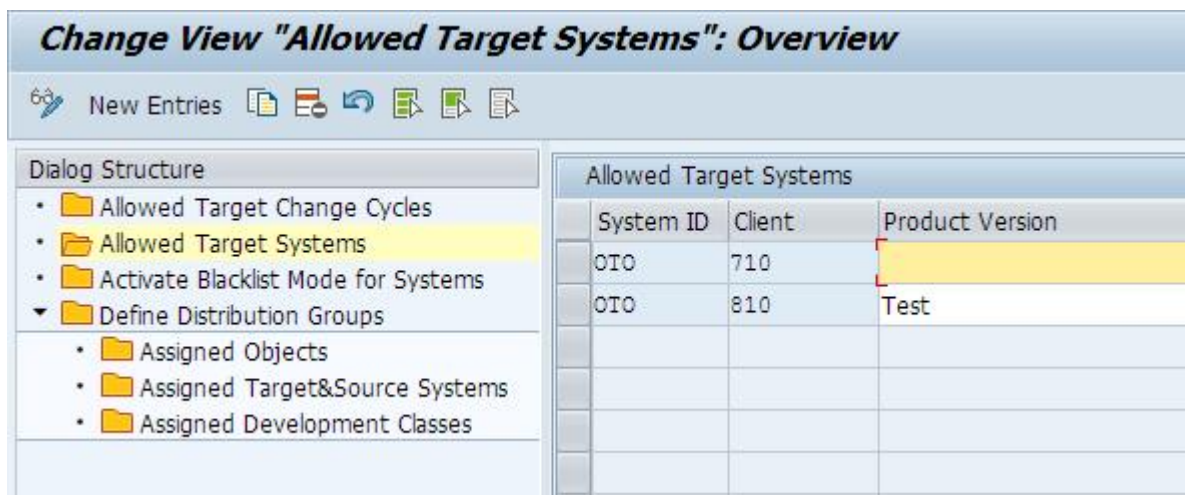 Change View "Allowed Target Systems": Overview
New Entries
Dialog Structure
Allowed Target Change Cycles
Allowed Target Systems
Activate Blacklist Mode for Systems
Define Distribution Groups
Assigned Objects
Assigned Target&Source Systems
Assigned Development Classes
Allowed Target Systems
System ID Client Product Version
OTO 710
OTO 810 Test